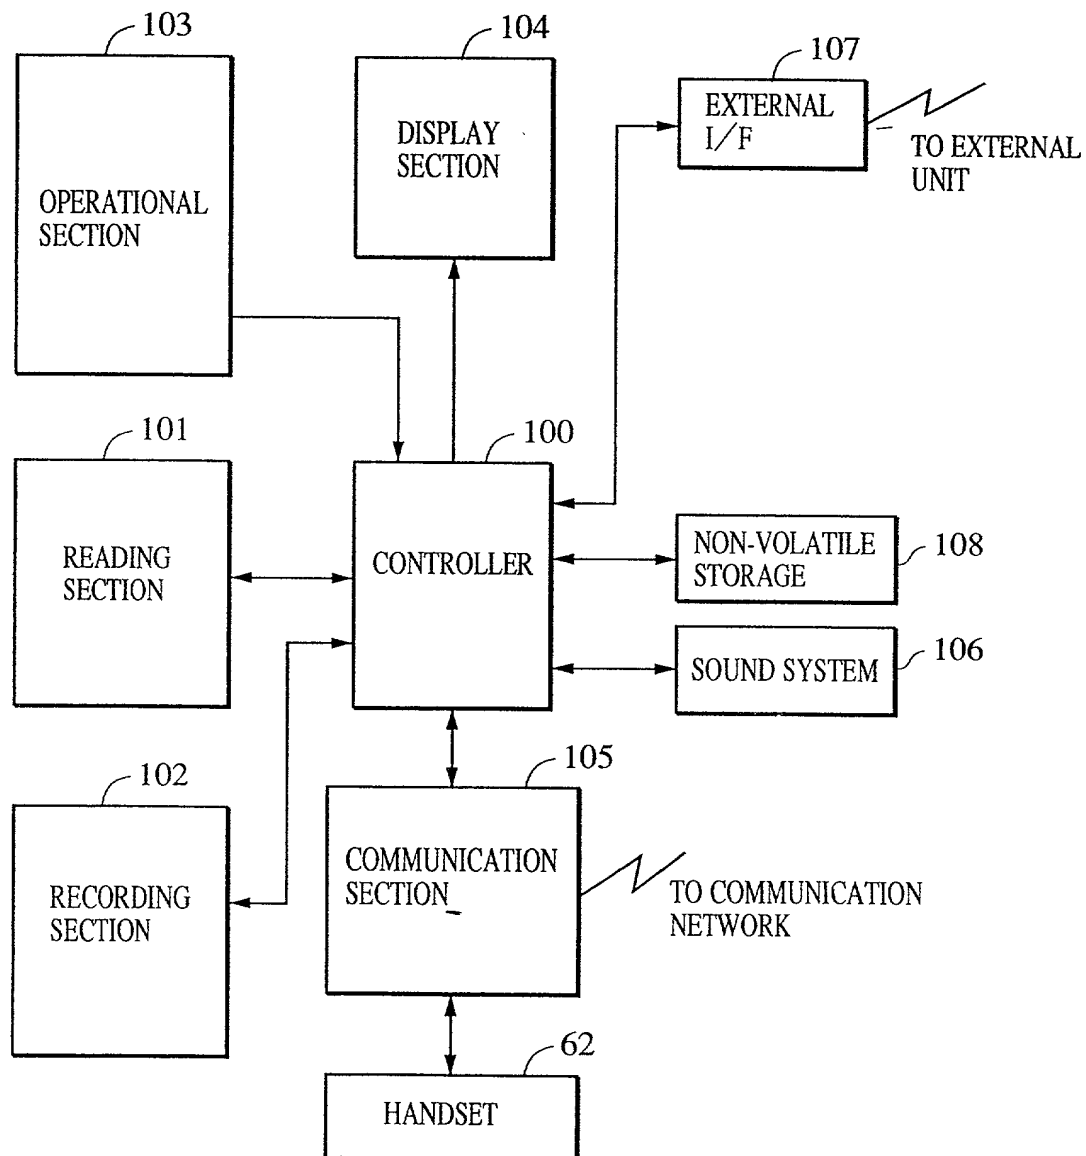 103
104
107
OPERATIONAL
SECTION
DISPLAY
SECTION
EXTERNAL
I/F
TO EXTERNAL
UNIT
101
100
READING
SECTION
CONTROLLER
NON-VOLATILE
STORAGE
108
SOUND SYSTEM
106
102
105
RECORDING
SECTION
COMMUNICATION
SECTION
TO COMMUNICATION
NETWORK
62
HANDSET